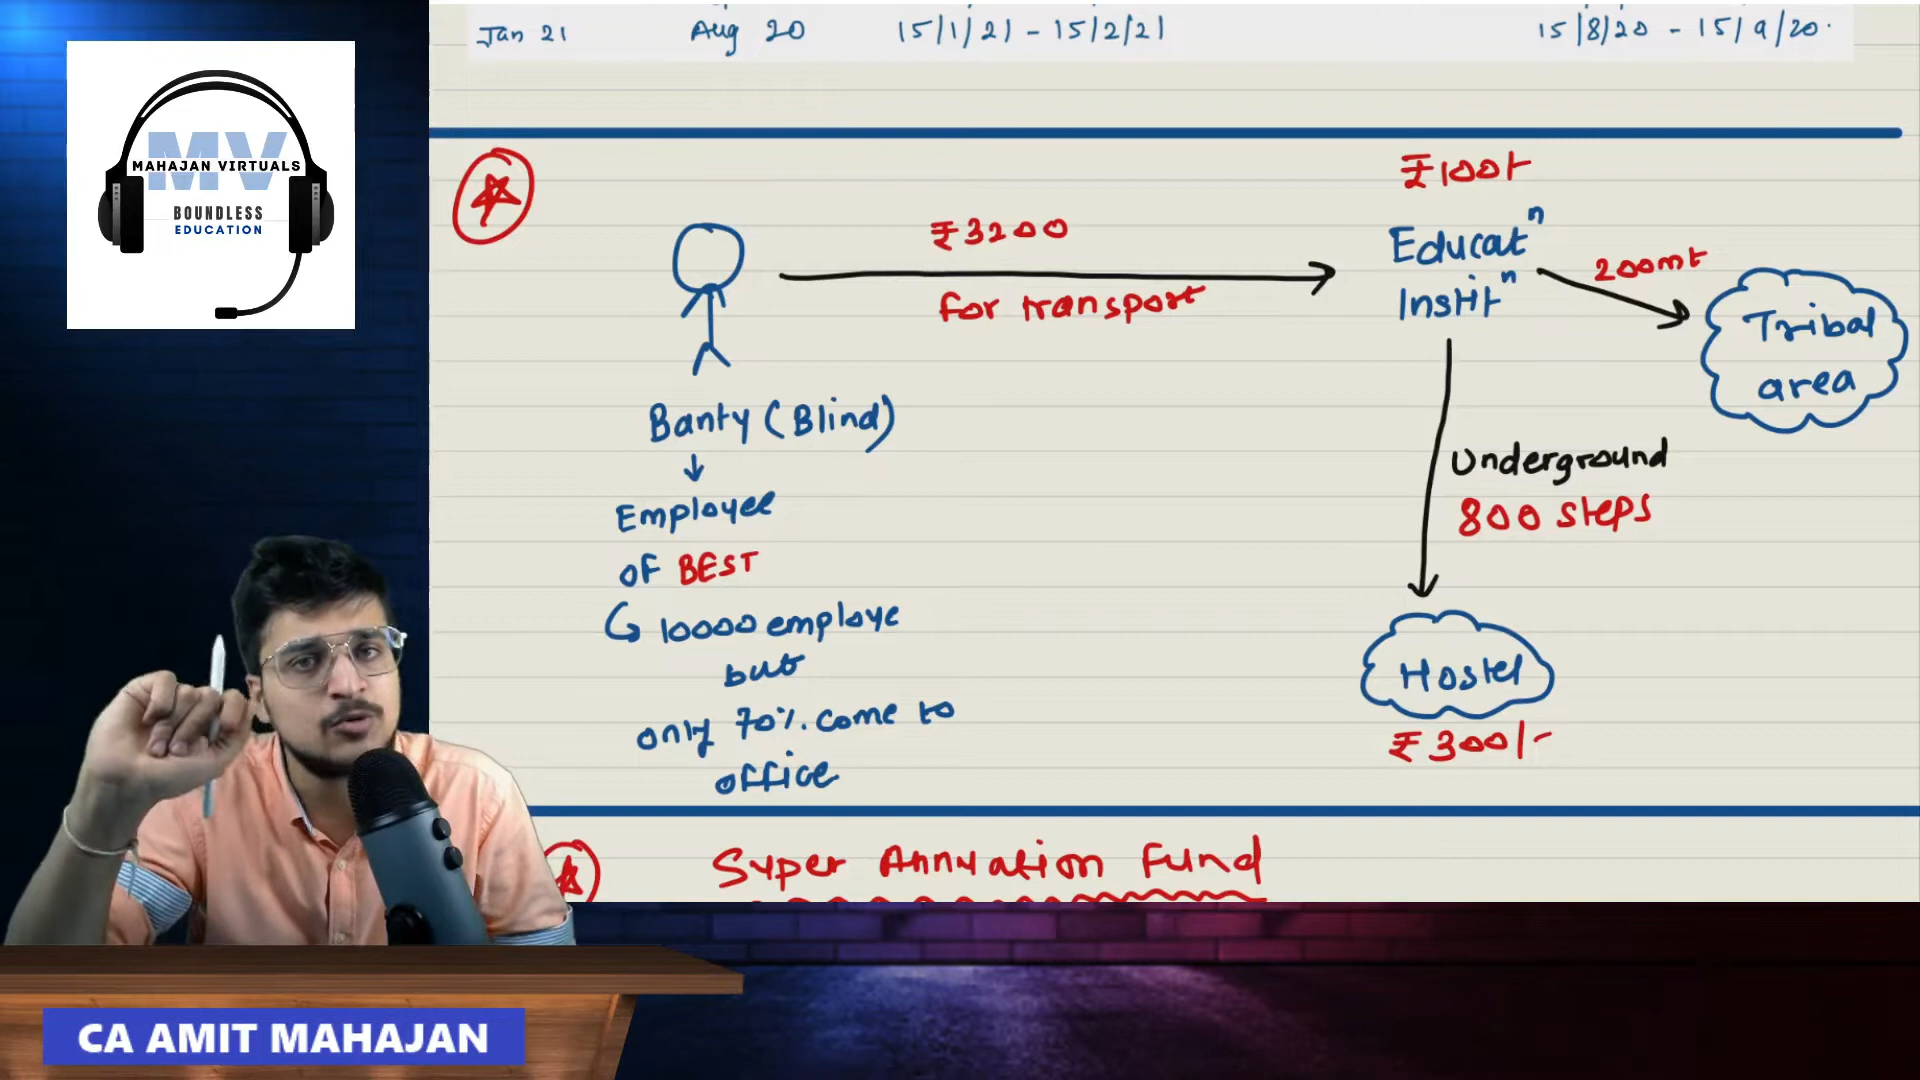 Jan 21 Aug 20 15/1/21 - 15/2/21 15/8/20 - 15/9/20.
MV
MAHAJAN VIRTUALS
BOUNDLESS
EDUCATION
₹100/-
₹3200
for transport
Educatⁿ
Instit​ⁿ
200mt
Tribal
area
Banty (Blind)
↓
Employee
of BEST
10000 employe
but
only 70%. come to
office
Underground
800 steps
Hostel
₹300/-
Super Annuation Fund
CA AMIT MAHAJAN